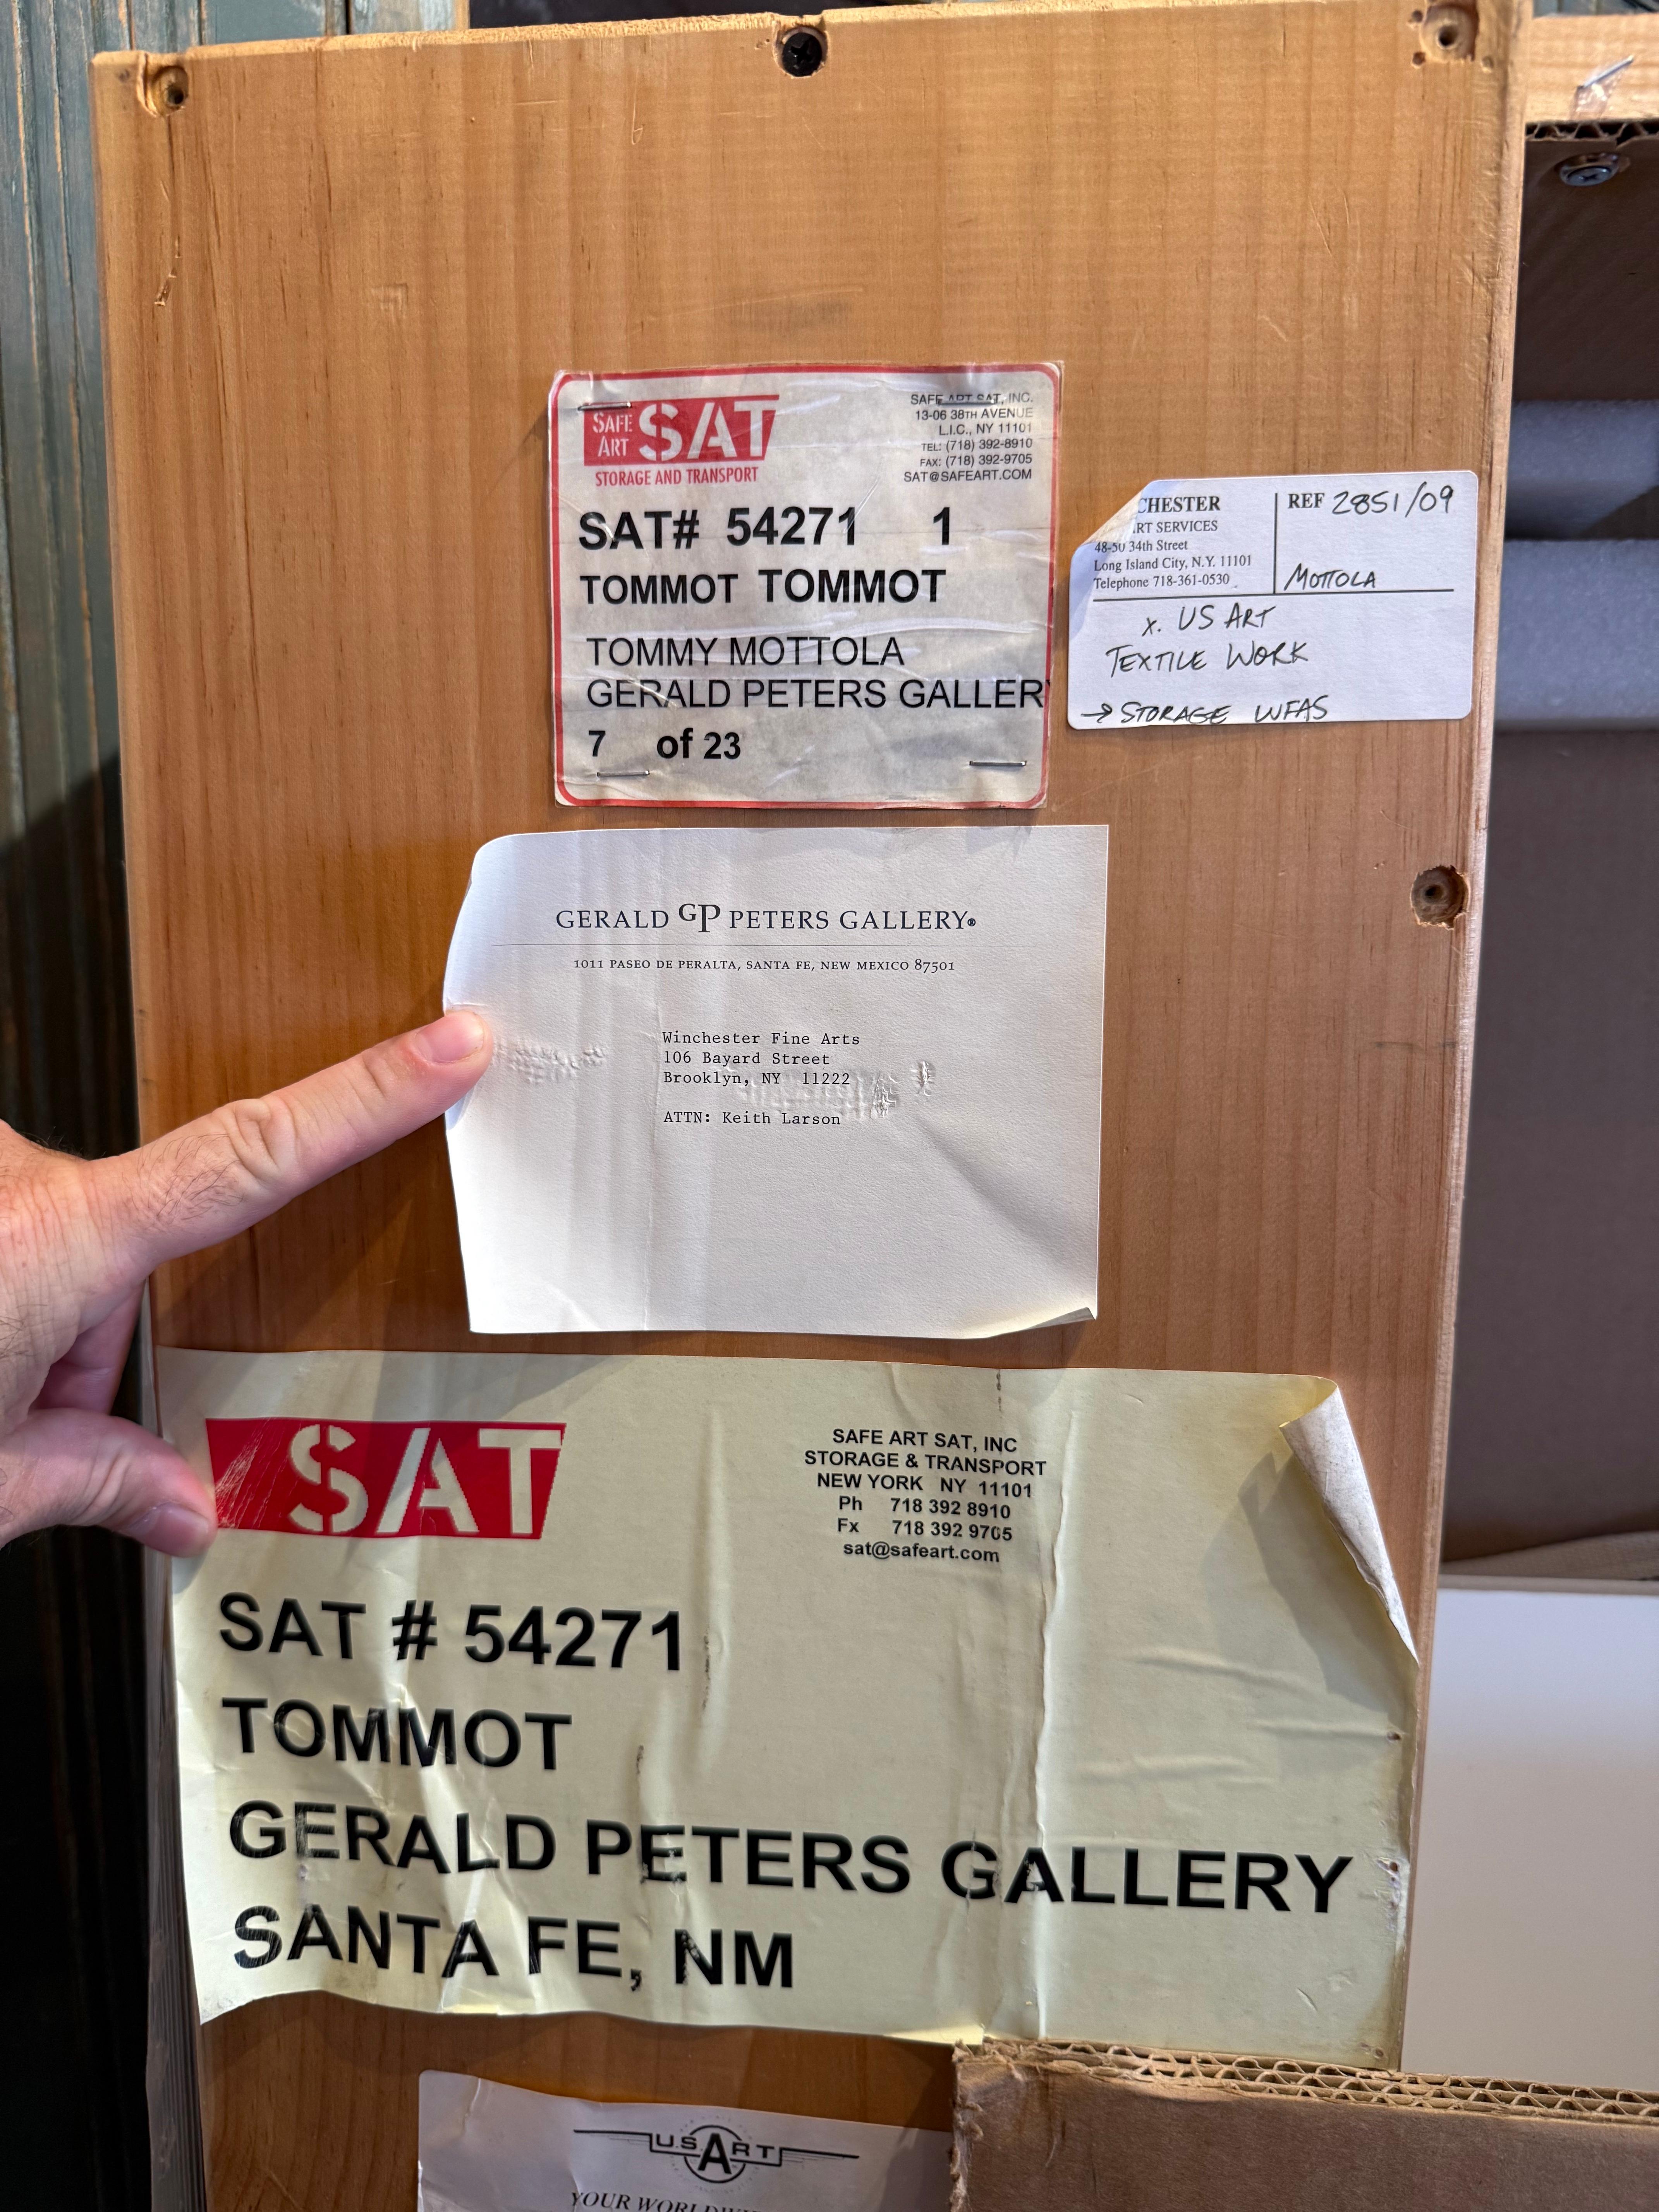 SAFE
ART
SAT
STORAGE AND TRANSPORT
SAFE ART SAT, INC.
13-06 38TH AVENUE
L.I.C., NY 11101
TEL: (718) 392-8910
FAX: (718) 392-9705
SAT@SAFEART.COM
SAT# 54271 1
TOMMOT TOMMOT
TOMMY MOTTOLA
GERALD PETERS GALLER
7 of 23
CHESTER
RT SERVICES
48-50 34th Street
Long Island City, N.Y. 11101
Telephone 718-361-0530
REF 2851/09
MOTTOLA
X. US ART
TEXTILE WORK
→ STORAGE WFAS
GERALD GP PETERS GALLERY®
1011 PASEO DE PERALTA, SANTA FE, NEW MEXICO 87501
Winchester Fine Arts
106 Bayard Street
Brooklyn, NY 11222
ATTN: Keith Larson
SAT
SAFE ART SAT, INC
STORAGE & TRANSPORT
NEW YORK NY 11101
Ph 718 392 8910
Fx 718 392 9705
sat@safeart.com
SAT # 54271
TOMMOT
GERALD PETERS GALLERY
SANTA FE, NM
U.S. ART
YOUR